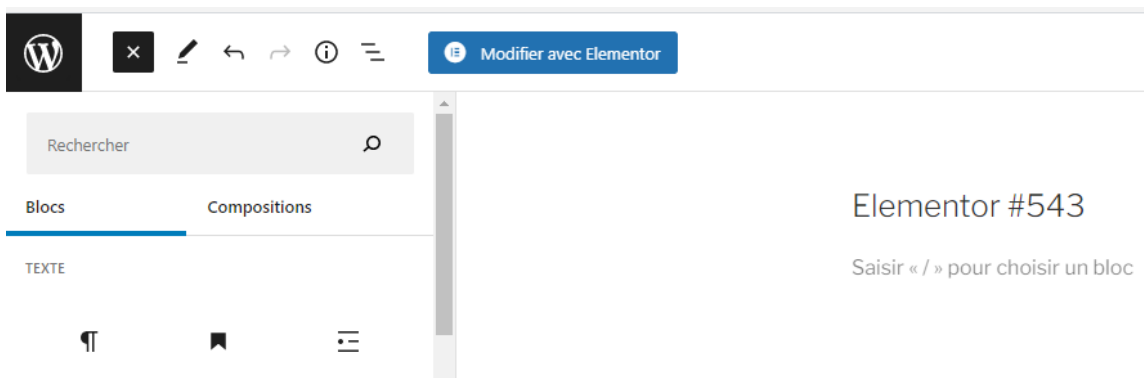 Modifier avec Elementor
Rechercher
Blocs Compositions
Elementor #543
TEXTE
Saisir « / » pour choisir un bloc